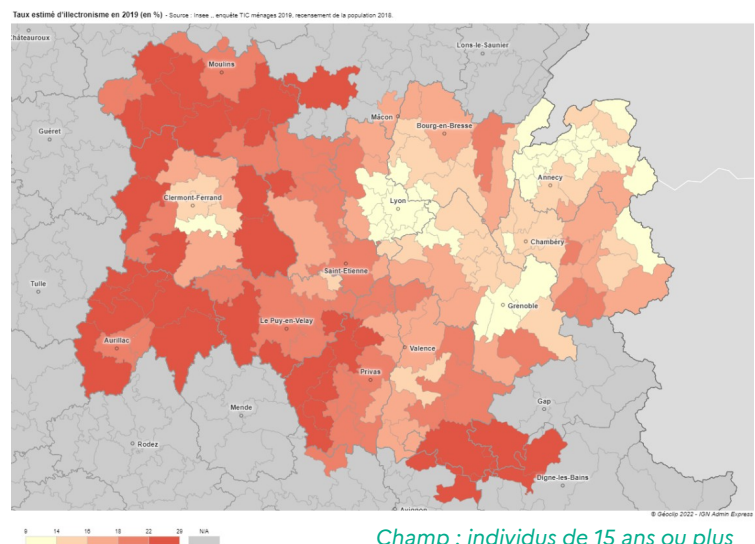 Taux estimé d'illectronisme en 2019 (en %) - Source : Insee ., enquête TIC ménages 2019, recensement de la population 2018.
Châteauroux
Lons-le-Saunier
Moulins
Mâcon
Bourg-en-Bresse
Guéret
Annecy
Clermont-Ferrand
Lyon
Chambéry
Saint-Etienne
Tulle
Grenoble
Le Puy-en-Velay
Aurillac
Valence
Privas
Mende
Gap
Rodez
Digne-les-Bains
Avignon
© Géoclip 2022 - IGN Admin Express
14 16 18 22 29 N/A
Champ : individus de 15 ans ou plus